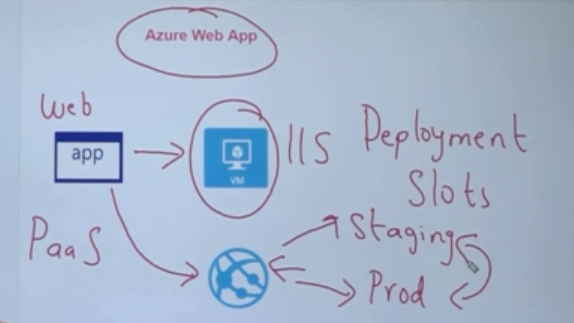 Azure Web App
Web
app
VM
IIS
Deployment
Slots
PaaS
Staging
Prod